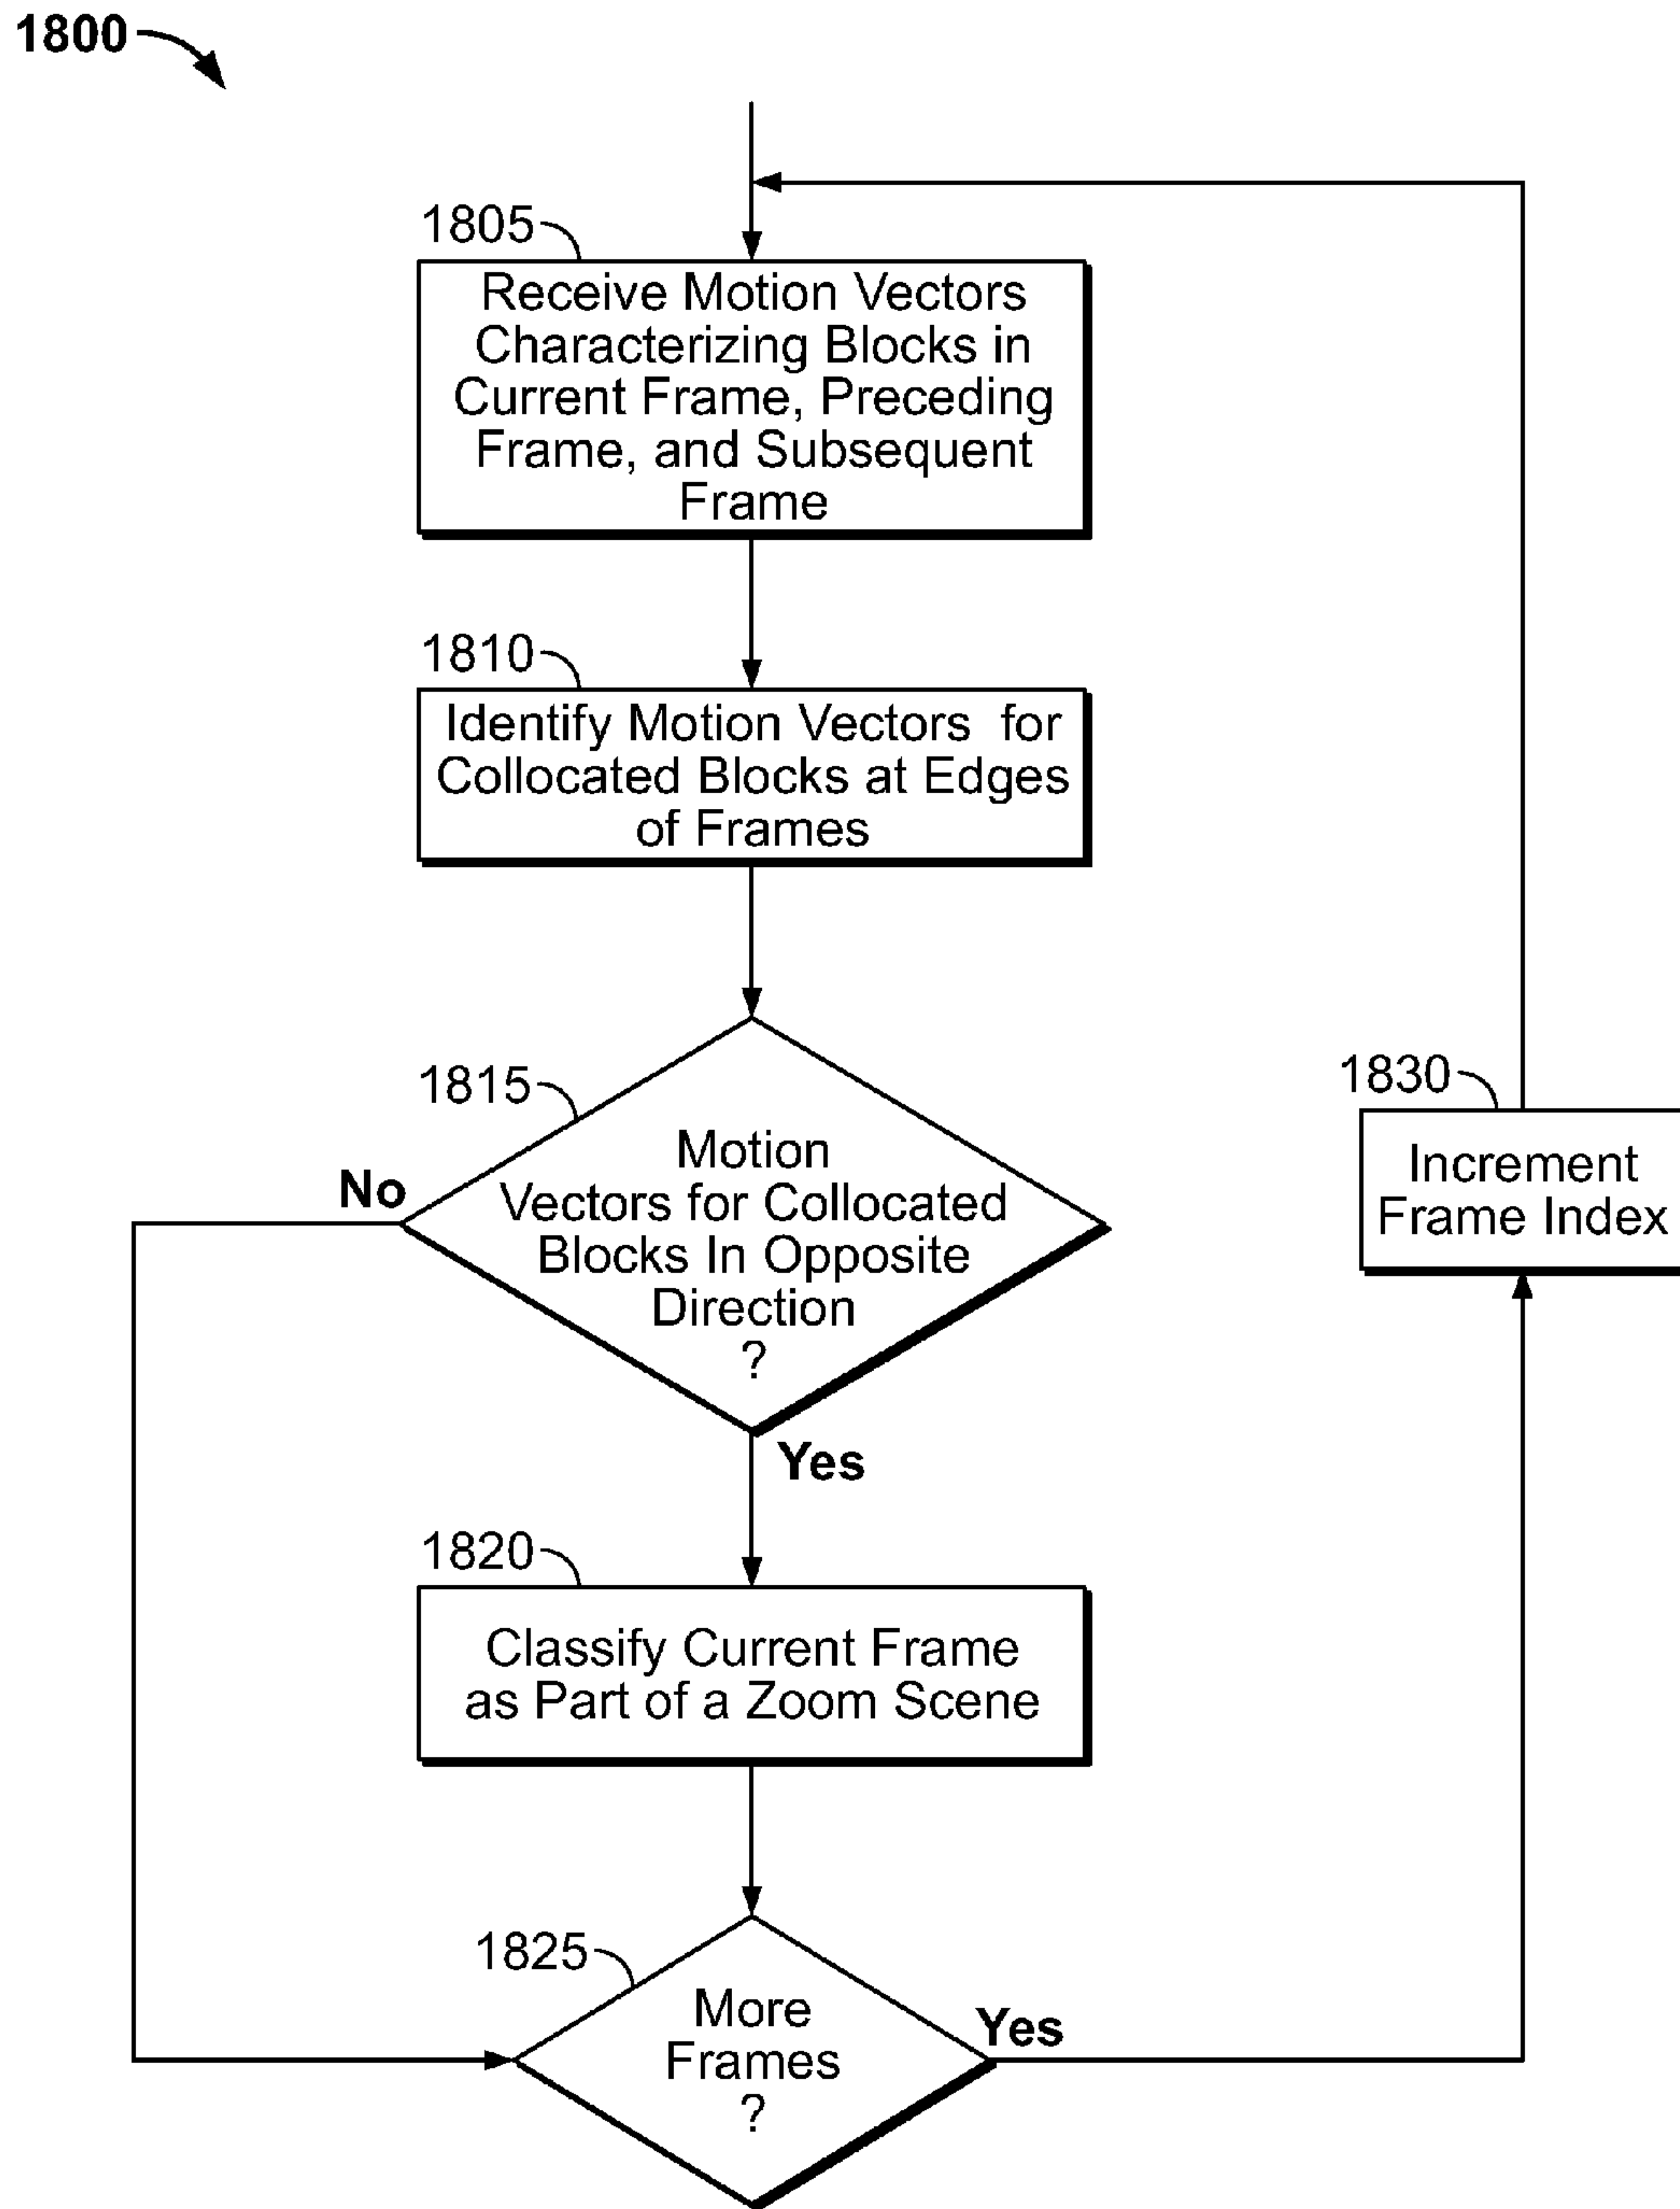 1800
1805
Receive Motion Vectors
Characterizing Blocks in
Current Frame, Preceding
Frame, and Subsequent
Frame
1810
Identify Motion Vectors for
Collocated Blocks at Edges
of Frames
1815
Motion
Vectors for Collocated
Blocks In Opposite
Direction
?
No
Yes
1820
Classify Current Frame
as Part of a Zoom Scene
1825
More
Frames
?
Yes
1830
Increment
Frame Index